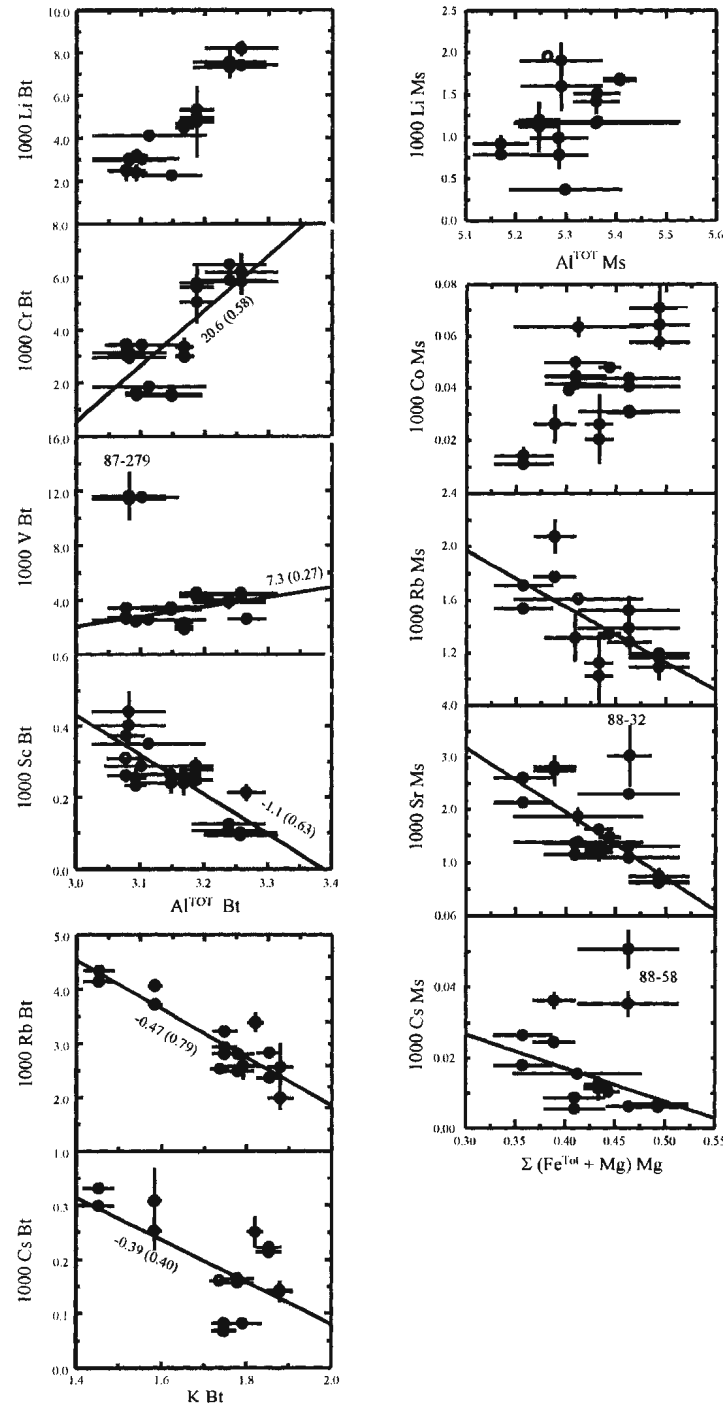 10.0
8.0
6.0
4.0
2.0
1000 Li Bt
8.0
6.0
4.0
2.0
1000 Cr Bt
20.6 (0.58)
16.0
12.0
8.0
4.0
1000 V Bt
87-279
7.3 (0.27)
0.6
0.4
0.2
0.0
1000 Sc Bt
-1.1 (0.63)
3.0 3.1 3.2 3.3 3.4
Al^TOT Bt
5.0
4.0
3.0
2.0
1000 Rb Bt
-0.47 (0.79)
1.0
0.3
0.2
0.1
0.0
1000 Cs Bt
-0.39 (0.40)
1.4 1.6 1.8 2.0
K Bt
2.5
2.0
1.5
1.0
0.5
0.0
1000 Li Ms
5.1 5.2 5.3 5.4 5.5 5.6
Al^TOT Ms
0.08
0.06
0.04
0.02
1000 Co Ms
2.4
2.0
1.6
1.2
1000 Rb Ms
4.0
3.0
2.0
1.0
1000 Sr Ms
88-32
0.06
0.04
0.02
0.00
1000 Cs Ms
88-58
0.30 0.35 0.40 0.45 0.50 0.55
Σ (Fe^Tot + Mg) Mg